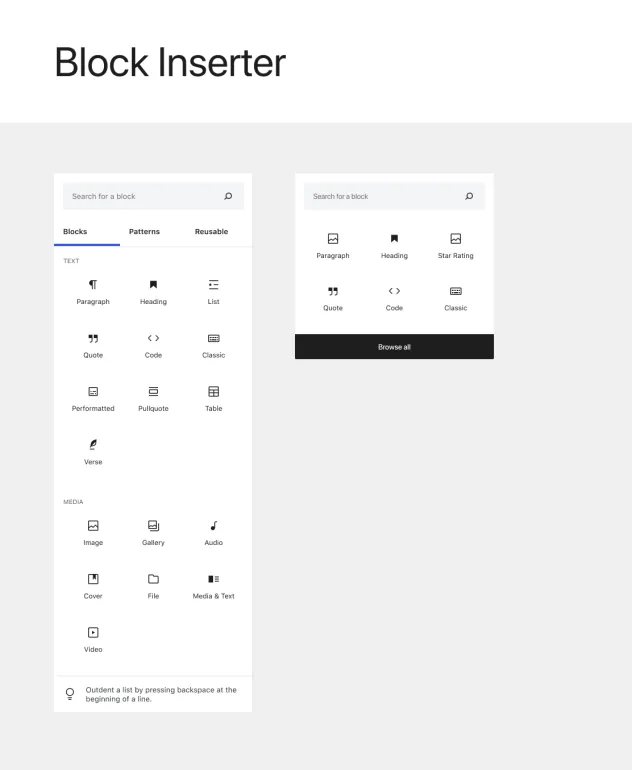 Block Inserter
Search for a block
Blocks Patterns Reusable
TEXT
Paragraph Heading List
Quote Code Classic
Performatted Pullquote Table
Verse
MEDIA
Image Gallery Audio
Cover File Media & Text
Video
Outdent a list by pressing backspace at the
beginning of a line.
Search for a block
Paragraph Heading Star Rating
Quote Code Classic
Browse all